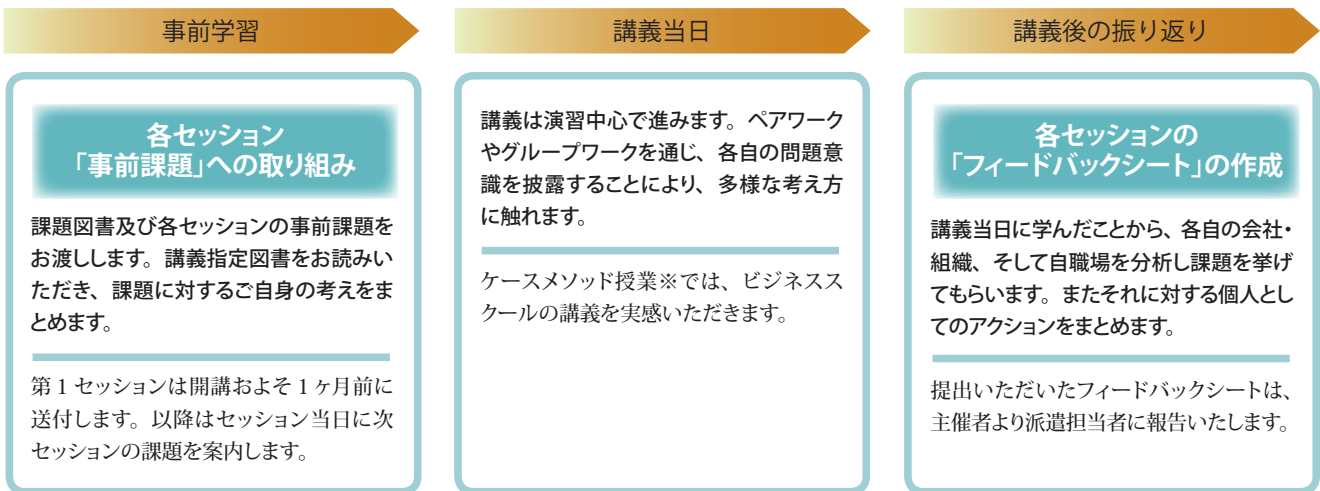 事前学習
各セッション
「事前課題」への取り組み
課題図書及び各セッションの事前課題を
お渡しします。講義指定図書をお読みい
ただき、課題に対するご自身の考えをま
とめます。
第 1 セッションは開講およそ 1 ヶ月前に
送付します。以降はセッション当日に次
セッションの課題を案内します。
講義当日
講義は演習中心で進みます。ペアワーク
やグループワークを通じ、各自の問題意
識を披露することにより、多様な考え方
に触れます。
ケースメソッド授業※では、ビジネスス
クールの講義を実感いただきます。
講義後の振り返り
各セッションの
「フィードバックシート」の作成
講義当日に学んだことから、各自の会社・
組織、そして自職場を分析し課題を挙げ
てもらいます。またそれに対する個人とし
てのアクションをまとめます。
提出いただいたフィードバックシートは、
主催者より派遣担当者に報告いたします。